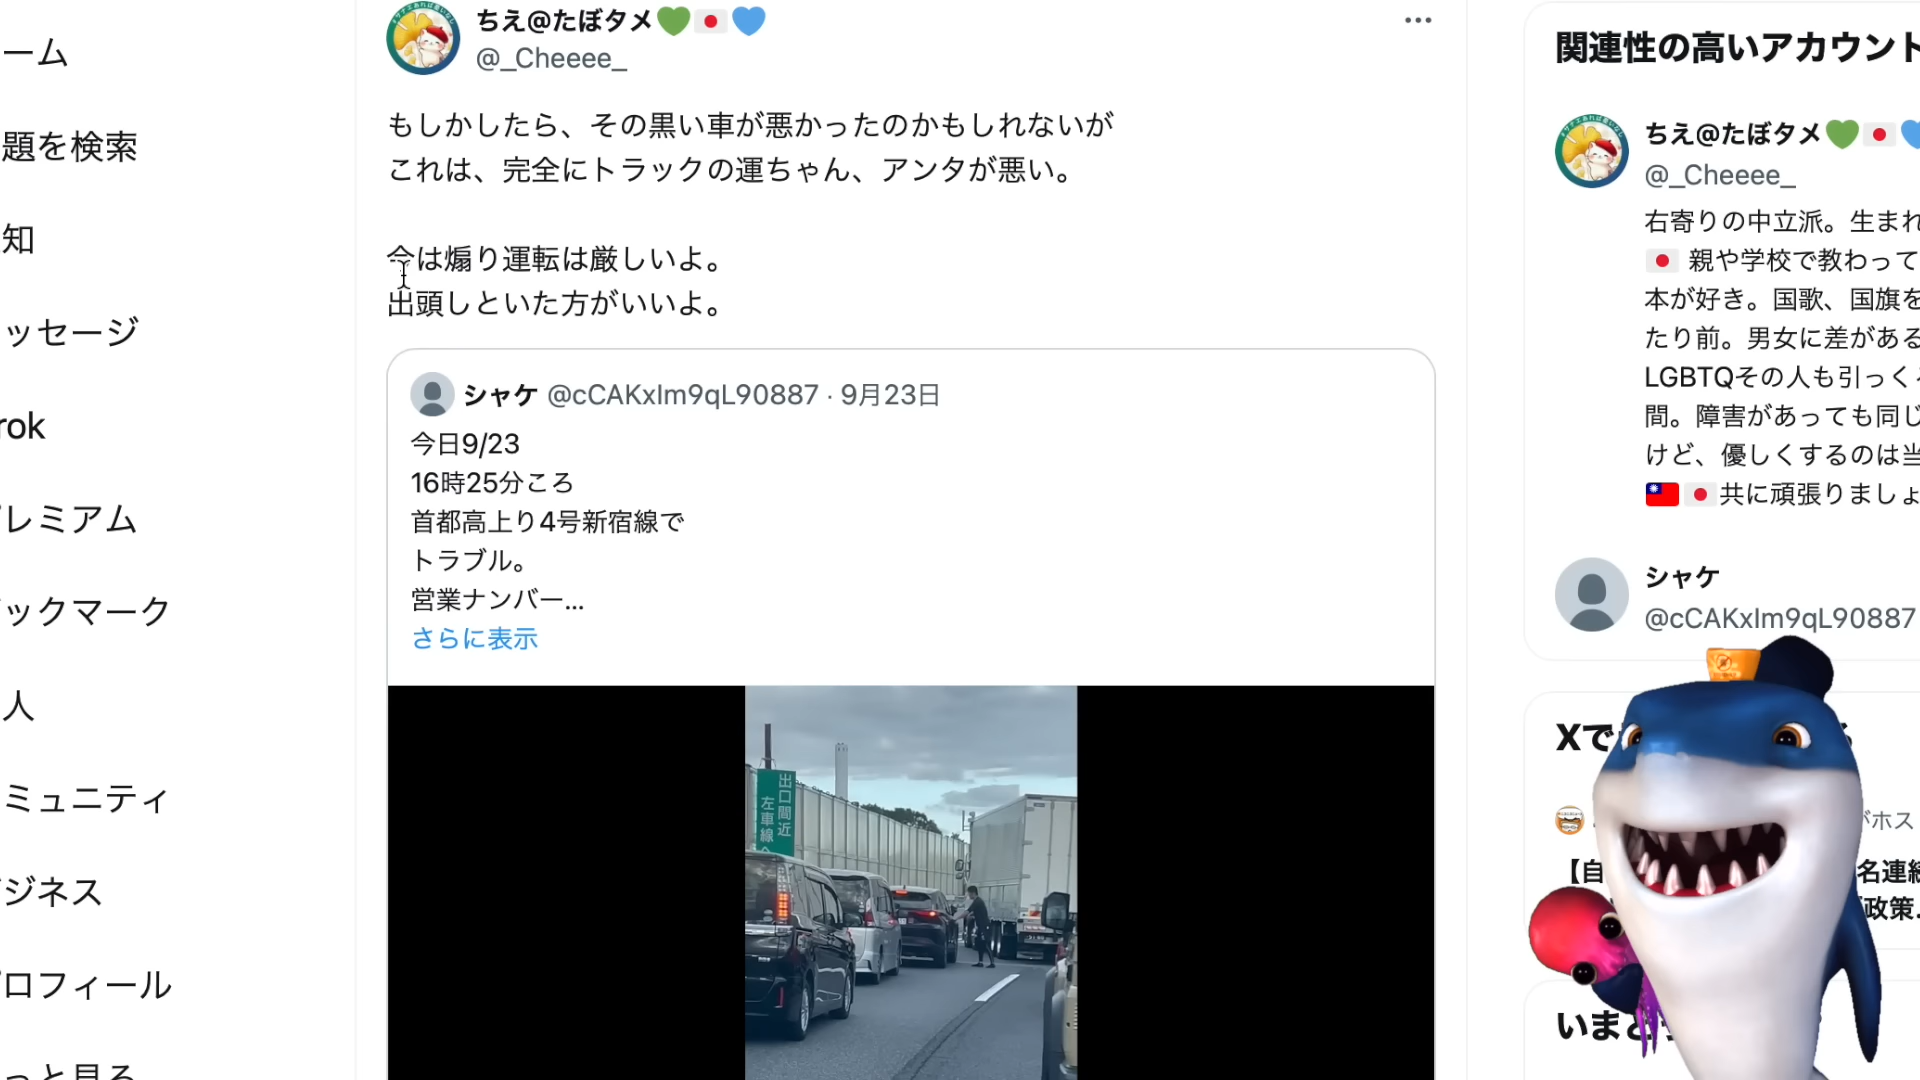 ーム
題を検索
知
ッセージ
rok
レミアム
ックマーク
人
ミュニティ
ジネス
ロフィール
っと見る
ちえ@たぼタメ💚🇯🇵💙
@_Cheeee_
もしかしたら、その黒い車が悪かったのかもしれないが
これは、完全にトラックの運ちゃん、アンタが悪い。
今は煽り運転は厳しいよ。
出頭しといた方がいいよ。
シャケ @cCAKxIm9qL90887 · 9月23日
今日9/23
16時25分ころ
首都高上り4号新宿線で
トラブル。
営業ナンバー...
さらに表示
出口間近
左車線へ
関連性の高いアカウント
ちえ@たぼタメ💚🇯🇵💙
@_Cheeee_
右寄りの中立派。生まれ
🇯🇵 親や学校で教わって
本が好き。国歌、国旗を
たり前。男女に差がある
LGBTQその人も引っくる
間。障害があっても同じ
けど、優しくするのは当
🇹🇼🇯🇵共に頑張りましょ
シャケ
@cCAKxIm9qL90887
Xで
がホス
【自
名連続
政策.
いまど